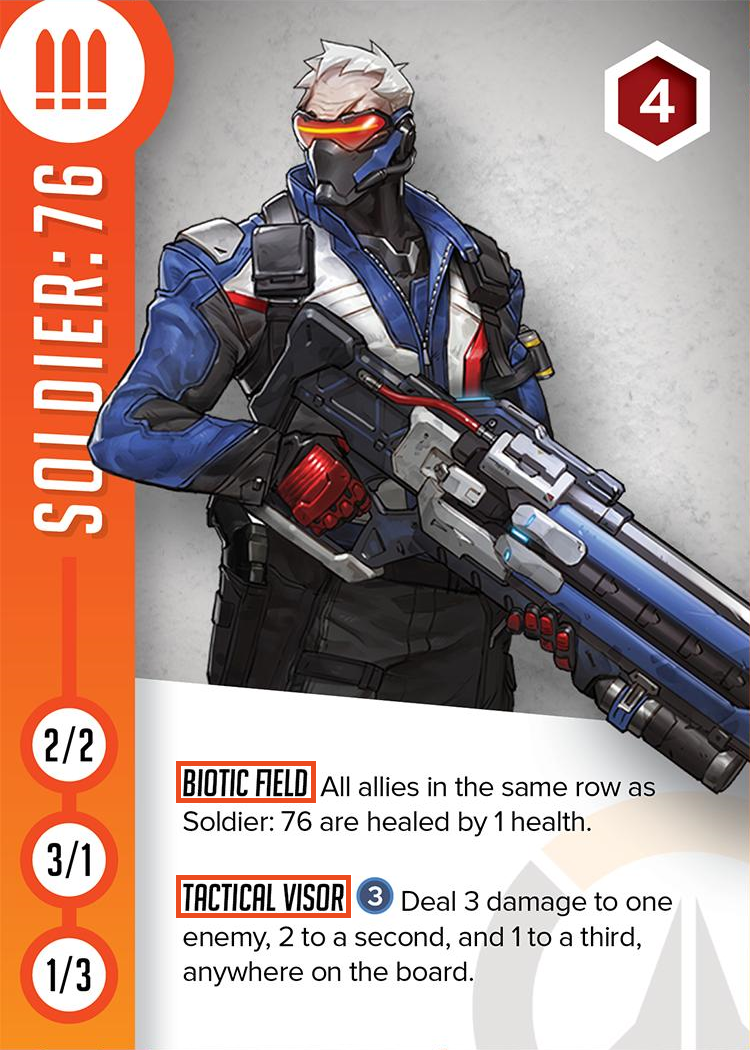 4
SOLDIER: 76
2/2
3/1
1/3
BIOTIC FIELD All allies in the same row as
Soldier: 76 are healed by 1 health.
TACTICAL VISOR 3 Deal 3 damage to one
enemy, 2 to a second, and 1 to a third,
anywhere on the board.